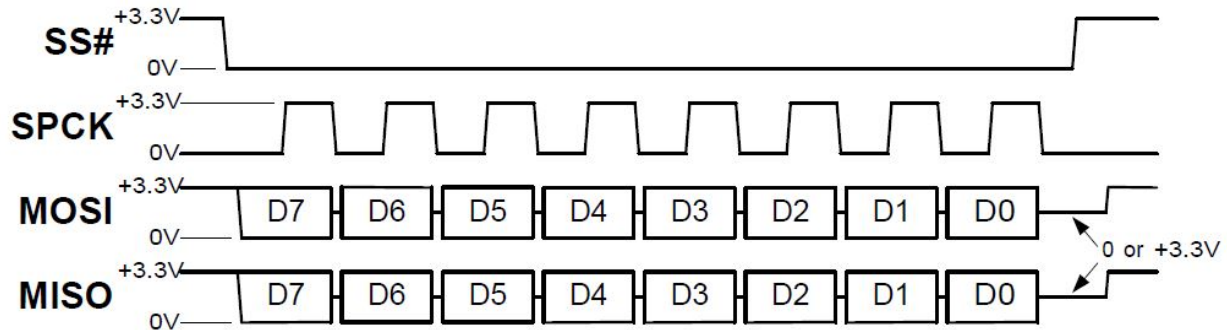 +3.3V
SS#
0V
+3.3V
SPCK
0V
+3.3V
MOSI D7 D6 D5 D4 D3 D2 D1 D0
0V
0 or +3.3V
+3.3V
MISO D7 D6 D5 D4 D3 D2 D1 D0
0V